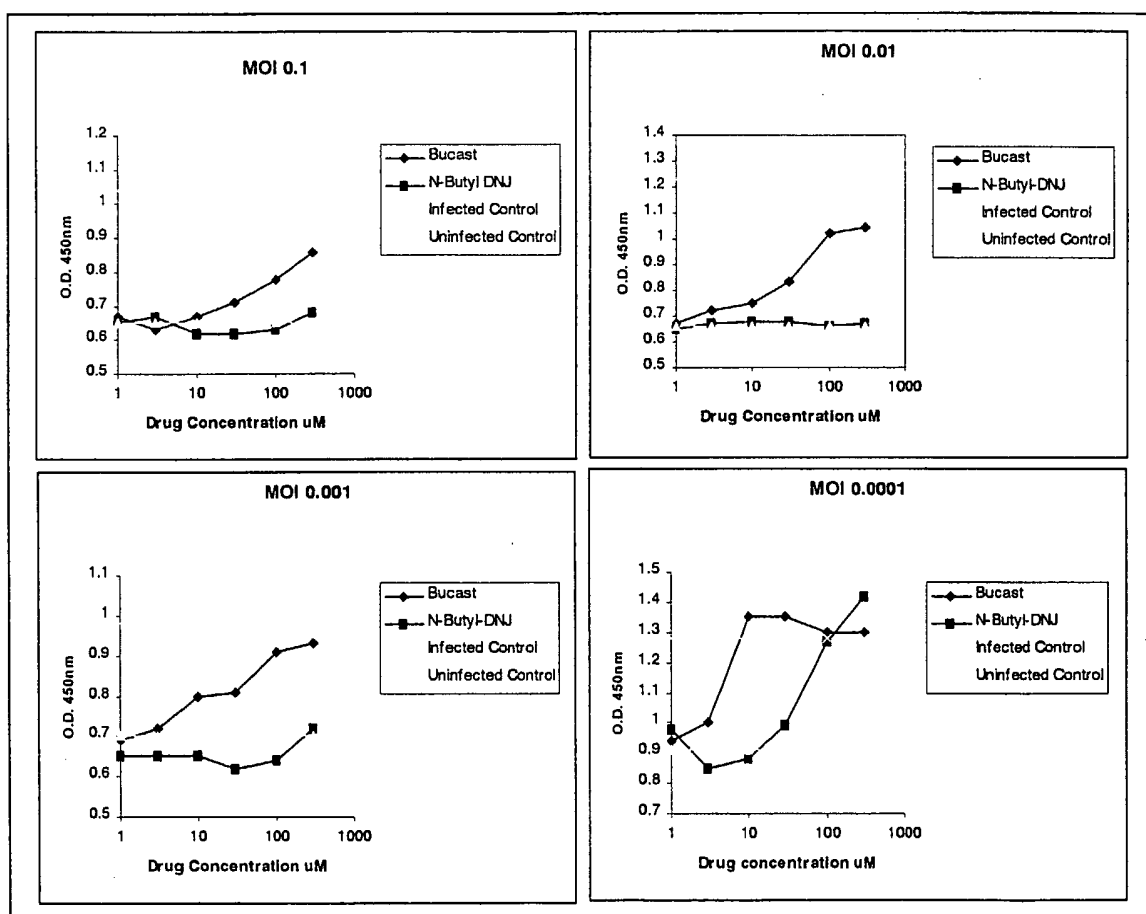 MOI 0.1
1.2
1.1
1
0.9
0.8
0.7
0.6
0.5
O.D. 450nm
1 10 100 1000
Drug Concentration uM
Bucast
N-Butyl DNJ
Infected Control
Uninfected Control
MOI 0.01
1.4
1.3
1.2
1.1
1
0.9
0.8
0.7
0.6
0.5
O.D. 450nm
1 10 100 1000
Drug Concentration uM
Bucast
N-Butyl-DNJ
Infected Control
Uninfected Control
MOI 0.001
1.1
1
0.9
0.8
0.7
0.6
0.5
O.D. 450nm
1 10 100 1000
Drug Concentration uM
Bucast
N-Butyl-DNJ
Infected Control
Uninfected Control
MOI 0.0001
1.5
1.4
1.3
1.2
1.1
1
0.9
0.8
0.7
O.D. 450nm
1 10 100 1000
Drug concentration uM
Bucast
N-Butyl-DNJ
Infected Control
Uninfected Control